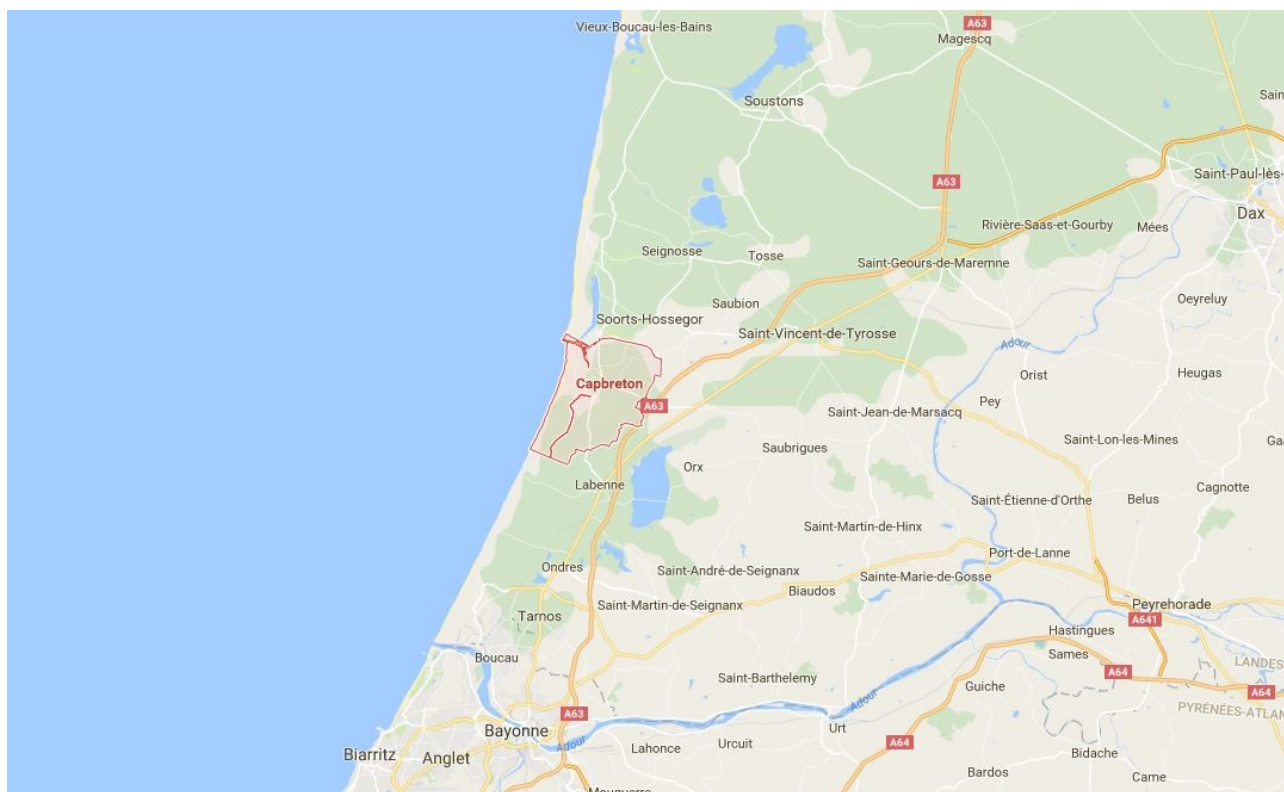 Vieux-Boucau-les-Bains
A63
Magescq
Sain
Soustons
A63
Saint-Paul-lès-
Dax
Rivière-Saas-et-Gourby
Mées
Seignosse
Tosse
Saint-Geours-de-Maremne
Oeyreluy
Saubion
Soorts-Hossegor
Saint-Vincent-de-Tyrosse
Adour
Capbreton
Orist
Heugas
A63
Pey
Saint-Jean-de-Marsacq
Saubrigues
Saint-Lon-les-Mines
Ga
Orx
Labenne
Cagnotte
Saint-Étienne-d'Orthe
Belus
Saint-Martin-de-Hinx
Port-de-Lanne
Ondres
Saint-André-de-Seignanx
Sainte-Marie-de-Gosse
Biaudos
Saint-Martin-de-Seignanx
Peyrehorade
Tarnos
A641
Hastingues
Boucau
Sames
LANDES
Saint-Barthelemy
A64
Guiche
A64
Adour
PYRÉNÉES-ATLAN
A63
Bayonne
Urt
Adour
Lahonce
Urcuit
A64
Biarritz
Anglet
Bidache
Bardos
Came
Mouguerre